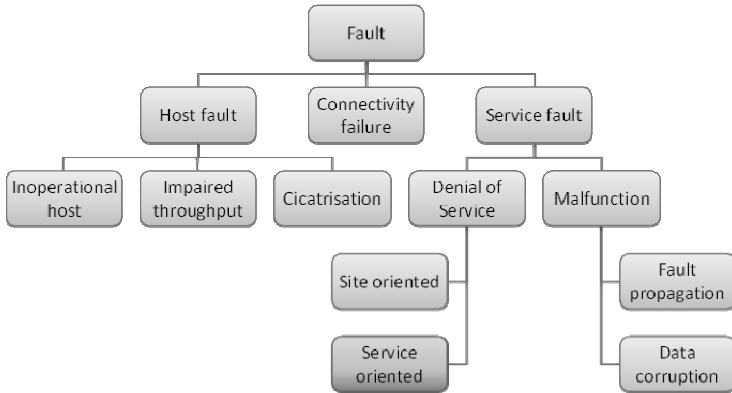 Fault
Host fault
Connectivity
failure
Service fault
Inoperational
host
Impaired
throughput
Cicatrisation
Denial of
Service
Malfunction
Site oriented
Fault
propagation
Service
oriented
Data
corruption